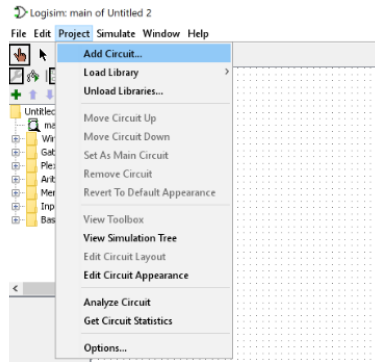 Logisim: main of Untitled 2
File Edit Project Simulate Window Help
Add Circuit...
Load Library
Unload Libraries...
Move Circuit Up
Move Circuit Down
Set As Main Circuit
Remove Circuit
Revert To Default Appearance
View Toolbox
View Simulation Tree
Edit Circuit Layout
Edit Circuit Appearance
Analyze Circuit
Get Circuit Statistics
Options...
Untitled
ma
Wir
Gat
Ple
Arit
Mer
Inp
Bas